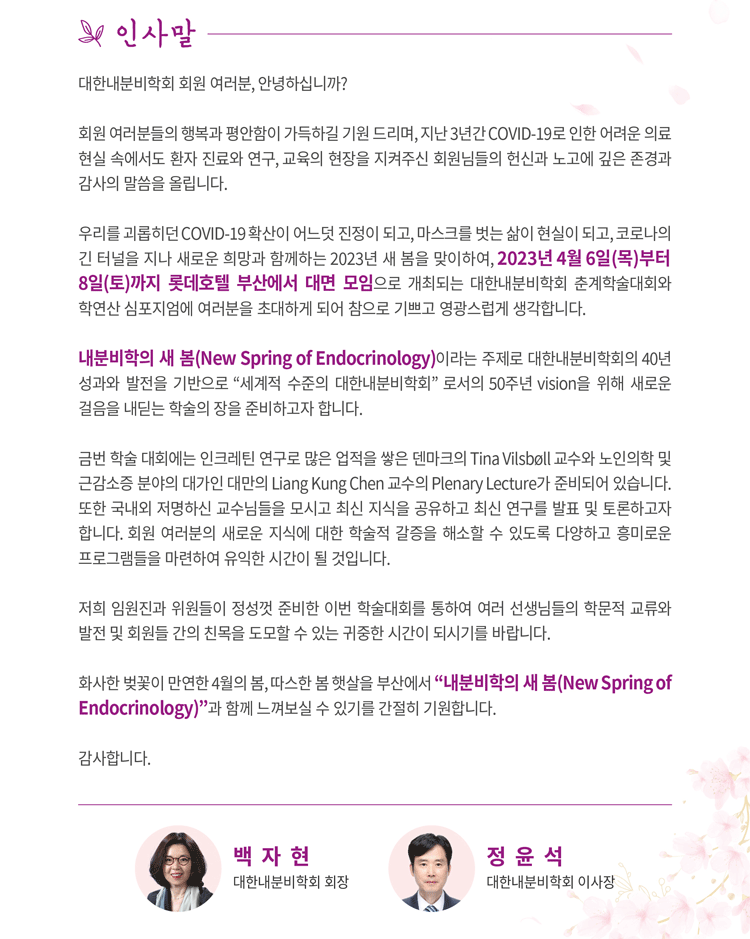 인사말
대한내분비학회 회원 여러분, 안녕하십니까?
회원 여러분들의 행복과 평안함이 가득하길 기원 드리며, 지난 3년간 COVID-19로 인한 어려운 의료
현실 속에서도 환자 진료와 연구, 교육의 현장을 지켜주신 회원님들의 헌신과 노고에 깊은 존경과
감사의 말씀을 올립니다.
우리를 괴롭히던 COVID-19 확산이 어느덧 진정이 되고, 마스크를 벗는 삶이 현실이 되고, 코로나의
긴 터널을 지나 새로운 희망과 함께하는 2023년 새 봄을 맞이하여, 2023년 4월 6일(목)부터
8일(토)까지 롯데호텔 부산에서 대면 모임으로 개최되는 대한내분비학회 춘계학술대회와
학연산 심포지엄에 여러분을 초대하게 되어 참으로 기쁘고 영광스럽게 생각합니다.
내분비학의 새 봄(New Spring of Endocrinology)이라는 주제로 대한내분비학회의 40년
성과와 발전을 기반으로 “세계적 수준의 대한내분비학회” 로서의 50주년 vision을 위해 새로운
걸음을 내딛는 학술의 장을 준비하고자 합니다.
금번 학술 대회에는 인크레틴 연구로 많은 업적을 쌓은 덴마크의 Tina Vilsbøll 교수와 노인의학 및
근감소증 분야의 대가인 대만의 Liang Kung Chen 교수의 Plenary Lecture가 준비되어 있습니다.
또한 국내외 저명하신 교수님들을 모시고 최신 지식을 공유하고 최신 연구를 발표 및 토론하고자
합니다. 회원 여러분의 새로운 지식에 대한 학술적 갈증을 해소할 수 있도록 다양하고 흥미로운
프로그램들을 마련하여 유익한 시간이 될 것입니다.
저희 임원진과 위원들이 정성껏 준비한 이번 학술대회를 통하여 여러 선생님들의 학문적 교류와
발전 및 회원들 간의 친목을 도모할 수 있는 귀중한 시간이 되시기를 바랍니다.
화사한 벚꽃이 만연한 4월의 봄, 따스한 봄 햇살을 부산에서 “내분비학의 새 봄(New Spring of
Endocrinology)”과 함께 느껴보실 수 있기를 간절히 기원합니다.
감사합니다.
백 자 현
대한내분비학회 회장
정 윤 석
대한내분비학회 이사장